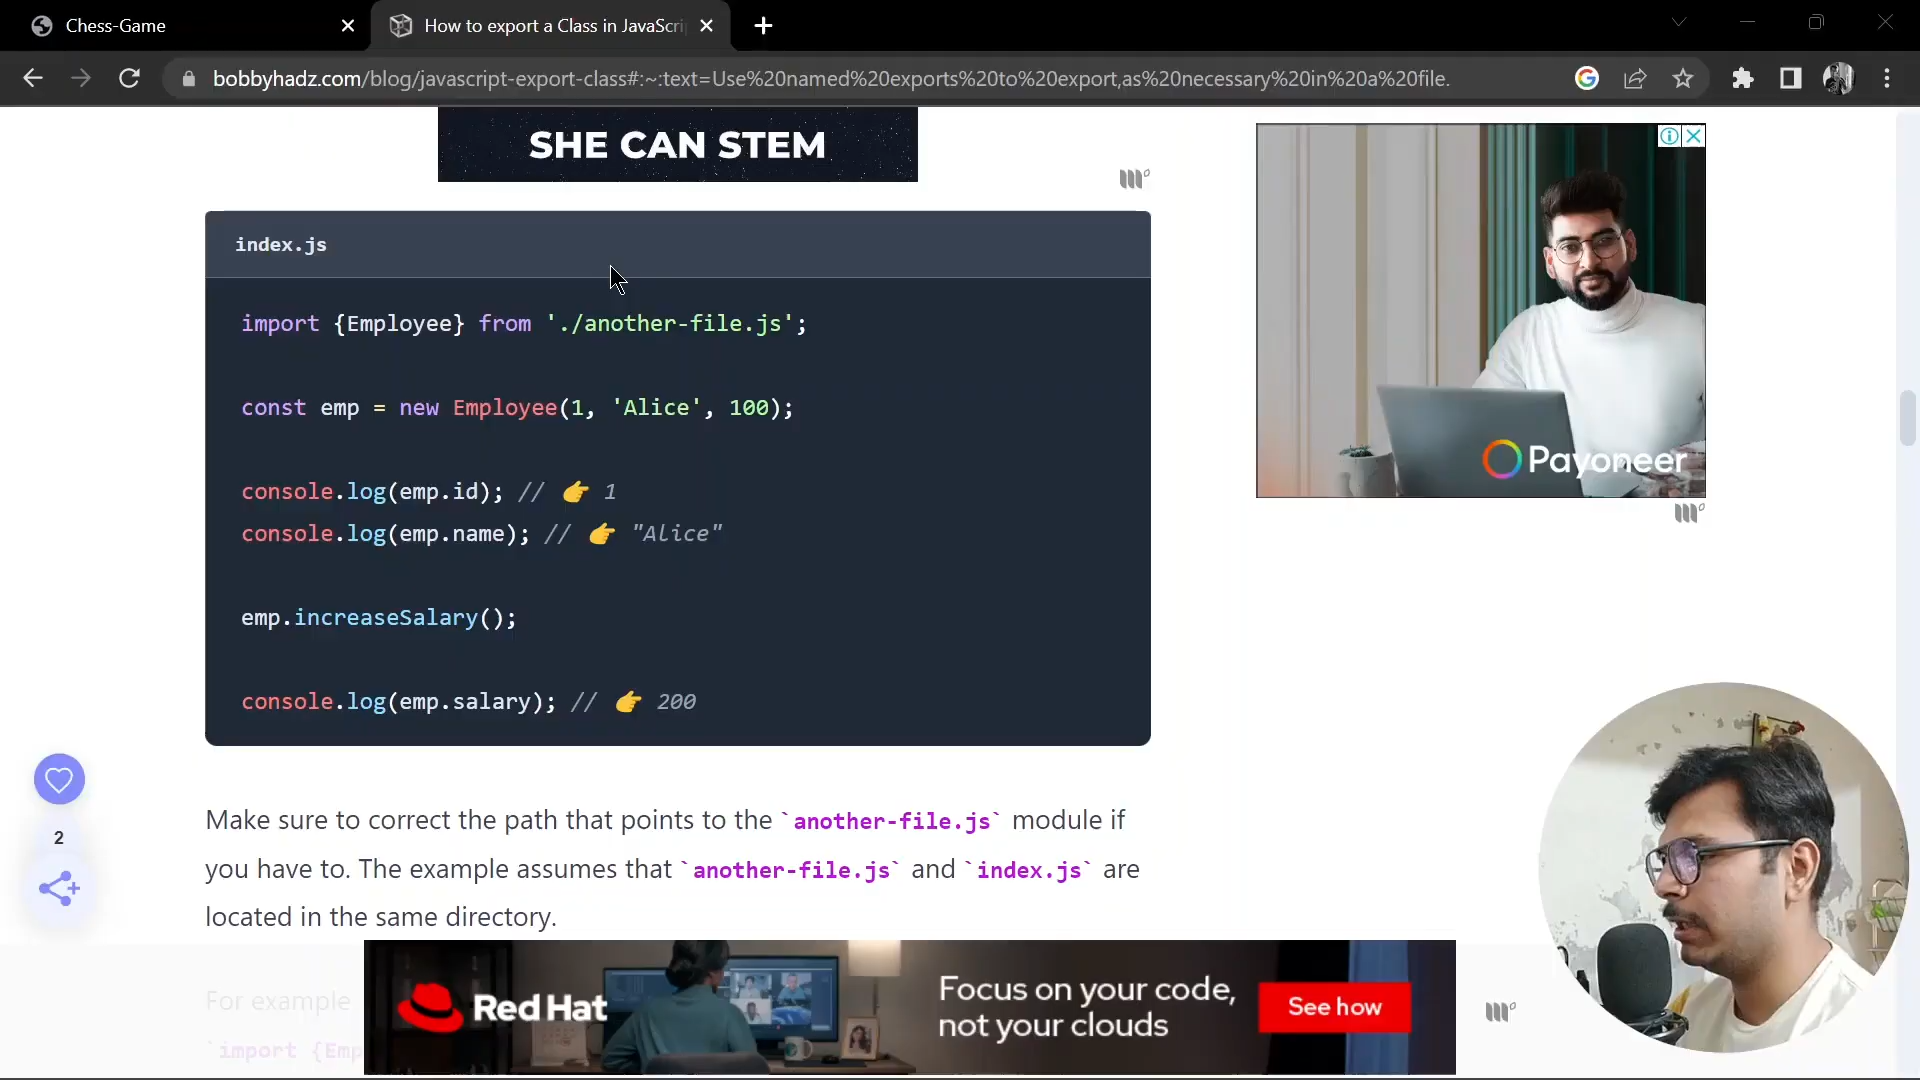 Chess-Game
How to export a Class in JavaScri
bobbyhadz.com/blog/javascript-export-class#:~:text=Use%20named%20exports%20to%20export,as%20necessary%20in%20a%20file.
SHE CAN STEM
index.js
import {Employee} from './another-file.js';
const emp = new Employee(1, 'Alice', 100);
console.log(emp.id); // 👉 1
console.log(emp.name); // 👉 "Alice"
emp.increaseSalary();
console.log(emp.salary); // 👉 200
Payoneer
2
Make sure to correct the path that points to the `another-file.js` module if
you have to. The example assumes that `another-file.js` and `index.js` are
located in the same directory.
For example
`import {Emp
Red Hat
Focus on your code,
not your clouds
See how